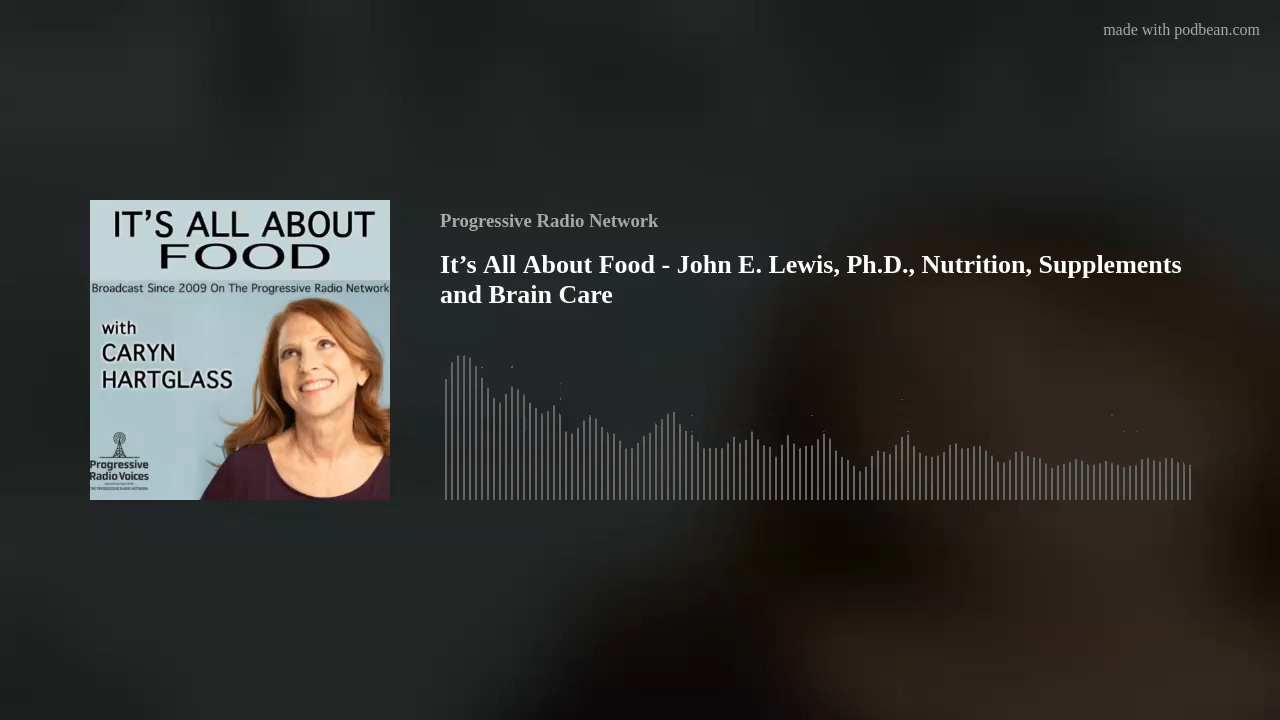 made with podbean.com
IT'S ALL ABOUT
FOOD
Broadcast Since 2009 On The Progressive Radio Network
with
CARYN
HARTGLASS
Progressive
Radio Voices
Progressive Radio Network
It’s All About Food - John E. Lewis, Ph.D., Nutrition, Supplements
and Brain Care